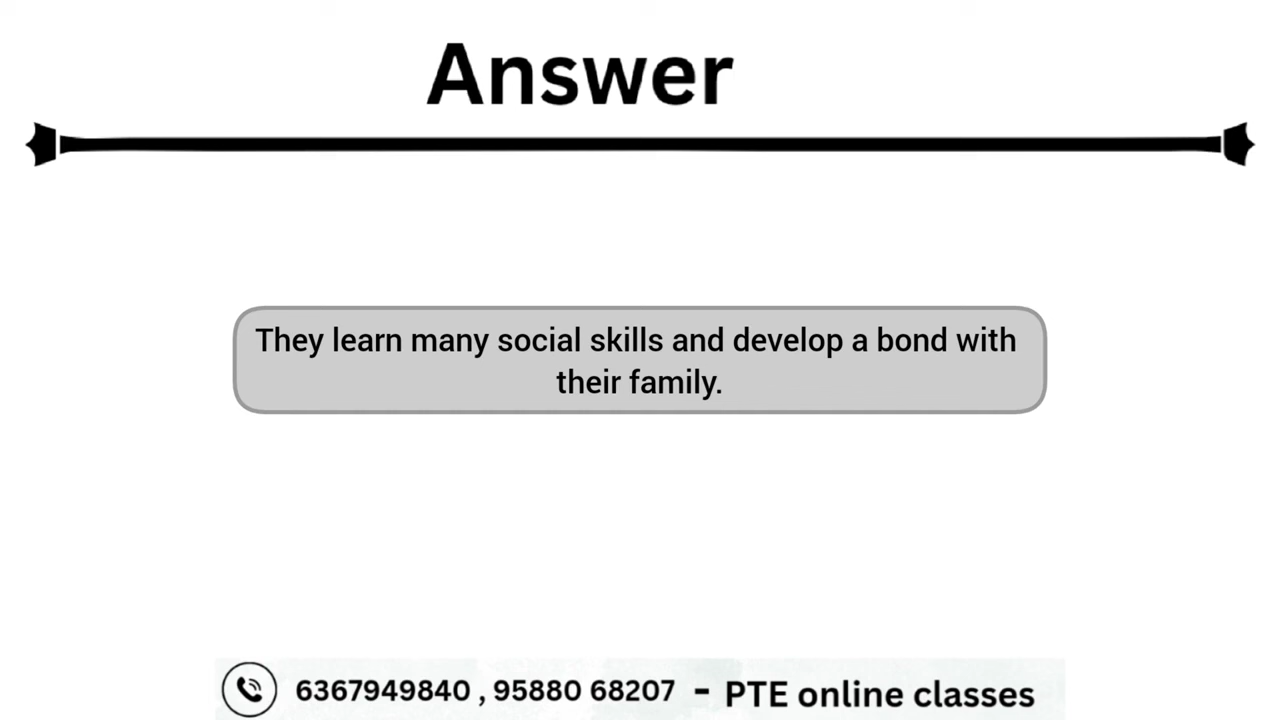 Answer
They learn many social skills and develop a bond with
their family.
6367949840 , 95880 68207 - PTE online classes